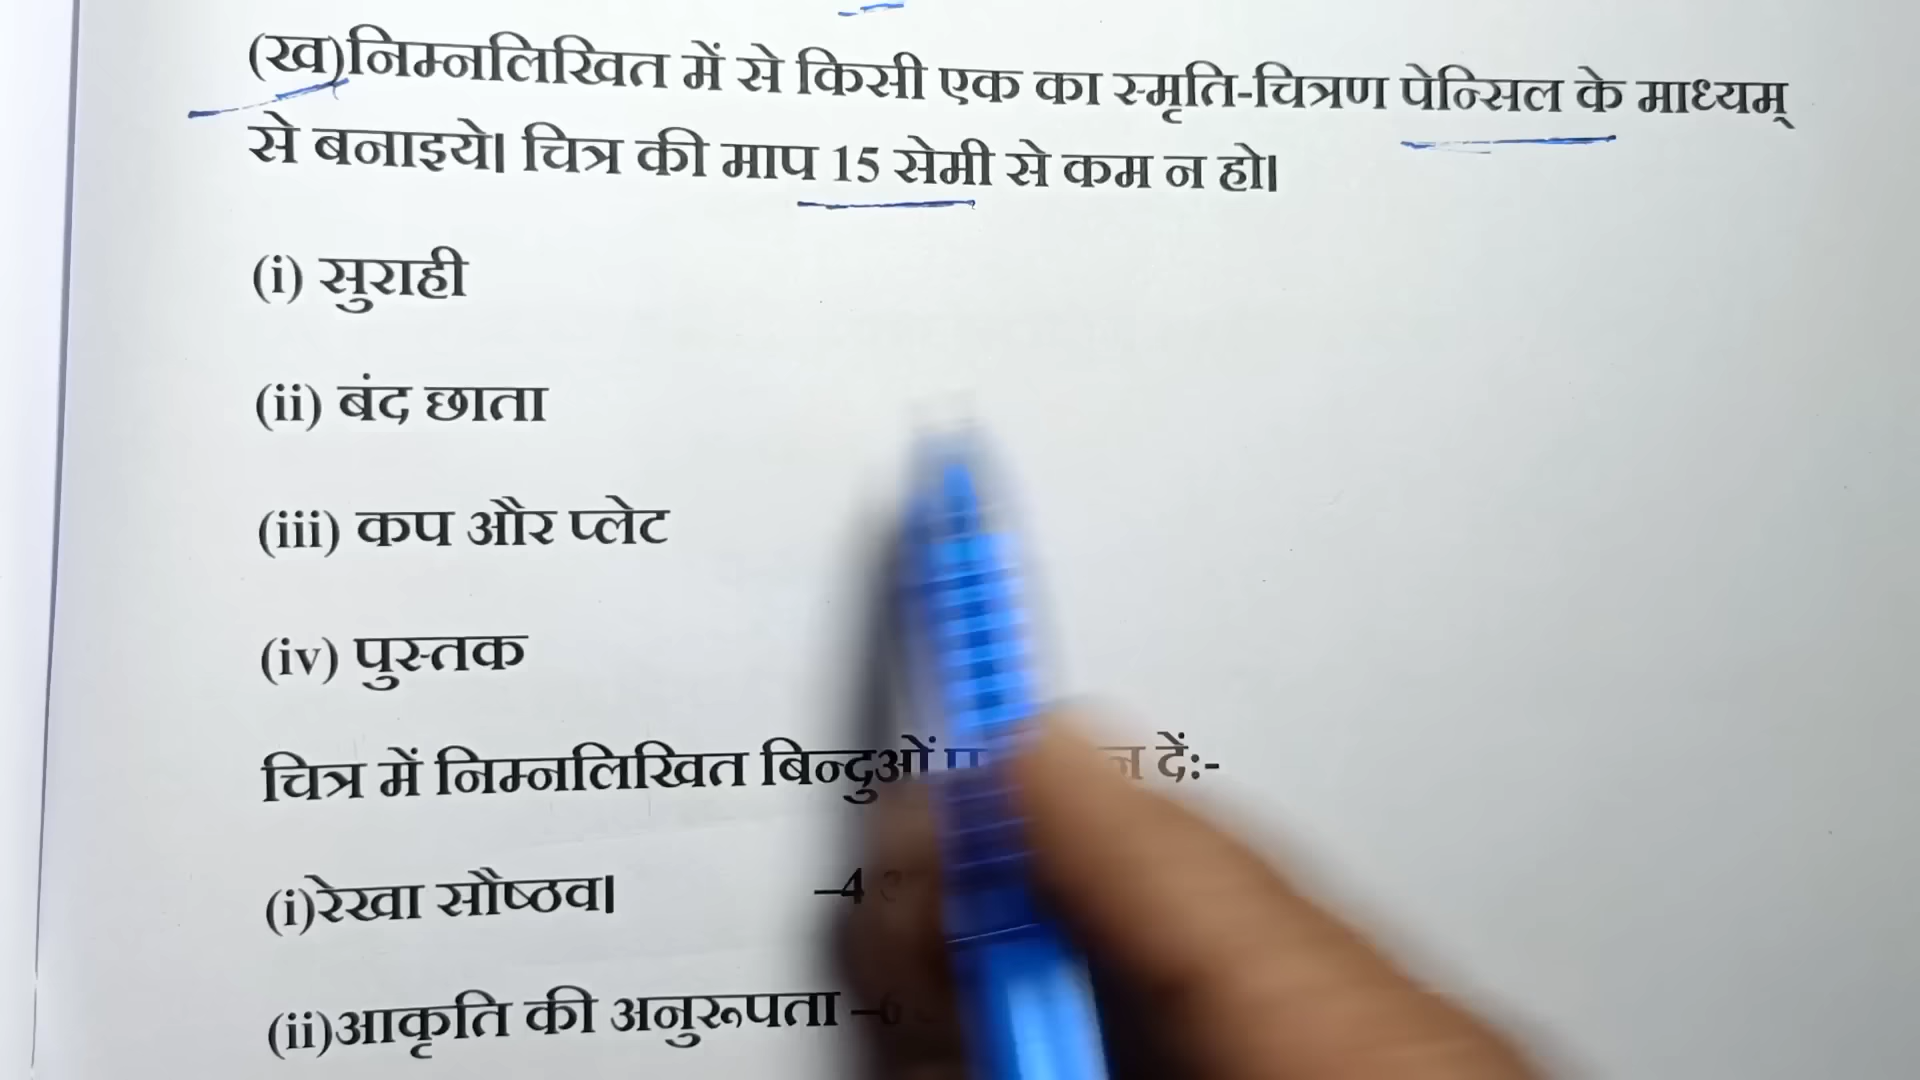 (ख)निम्नलिखित में से किसी एक का स्मृति-चित्रण पेन्सिल के माध्यम्
से बनाइये। चित्र की माप 15 सेमी से कम न हो।
(i) सुराही
(ii) बंद छाता
(iii) कप और प्लेट
(iv) पुस्तक
चित्र में निम्नलिखित बिन्दुओं दें:-
(i)रेखा सौष्ठव। –4
(ii)आकृति की अनुरूपता –6